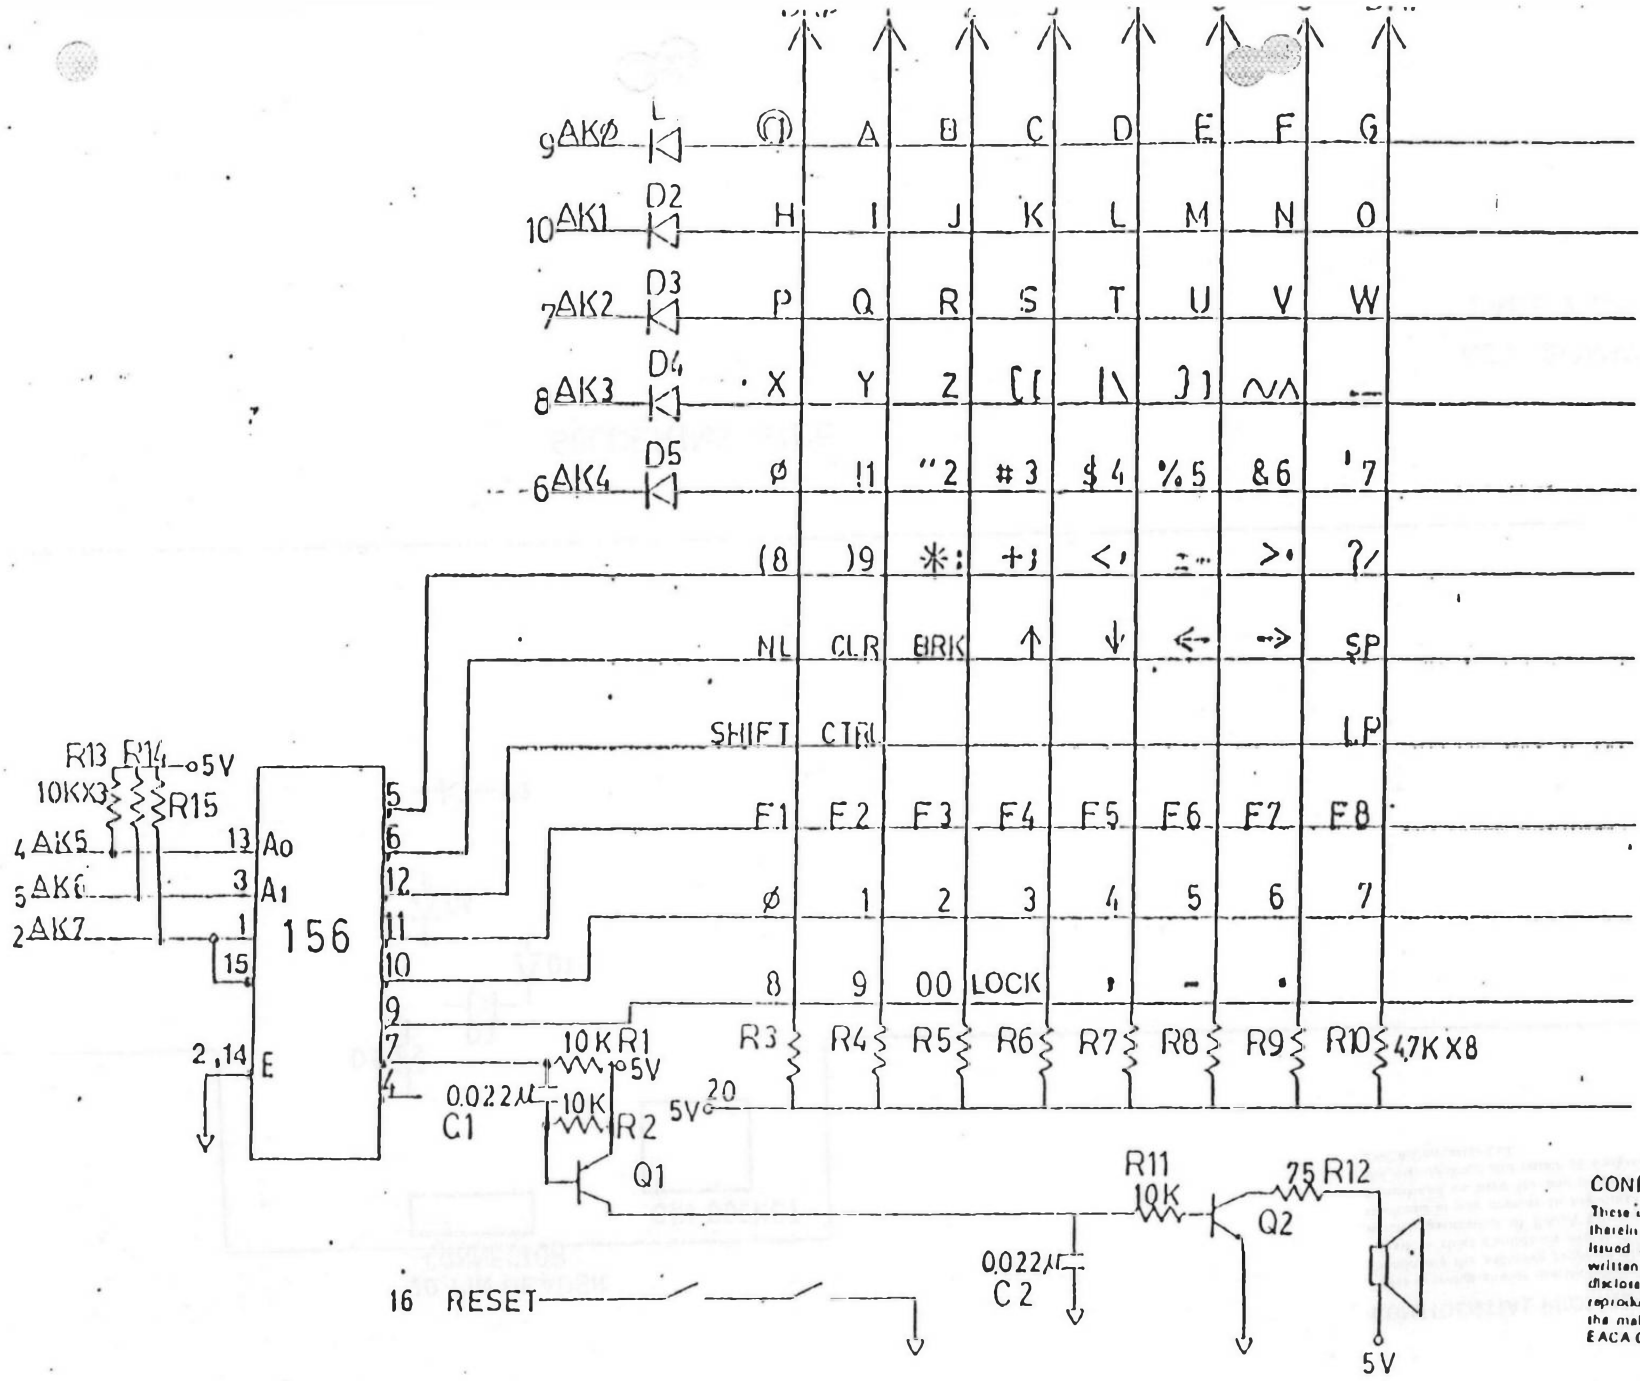 L
9 AKØ @ A B C D E F G
D2
10 AK1 H I J K L M N O
D3
7 AK2 P Q R S T U V W
D4
8 AK3 X Y Z [[ |\ }] ~^ —
D5
6 AK4 Ø !1 "2 #3 $4 %5 &6 '7
(8 )9 *: +; <, =- >. ?/
NL CLR BRK ↑ ↓ ← → SP
SHIFT CTRL LP
R13 R14 5V
10KX3 R15
F1 F2 F3 F4 F5 F6 F7 F8
5
4 AK5 13 A0 6
5 AK6 3 A1 12
Ø 1 2 3 4 5 6 7
2 AK7 1 156 11
15 10
8 9 00 LOCK , - .
9
2,14 E 7 10K R1 5V
R3 R4 R5 R6 R7 R8 R9 R10 4.7K X8
4 0.022µ 10K
C1 R2 5V 20
Q1
R11 75 R12
10K Q2
0.022µ
C2
16 RESET
5V
written
EACA